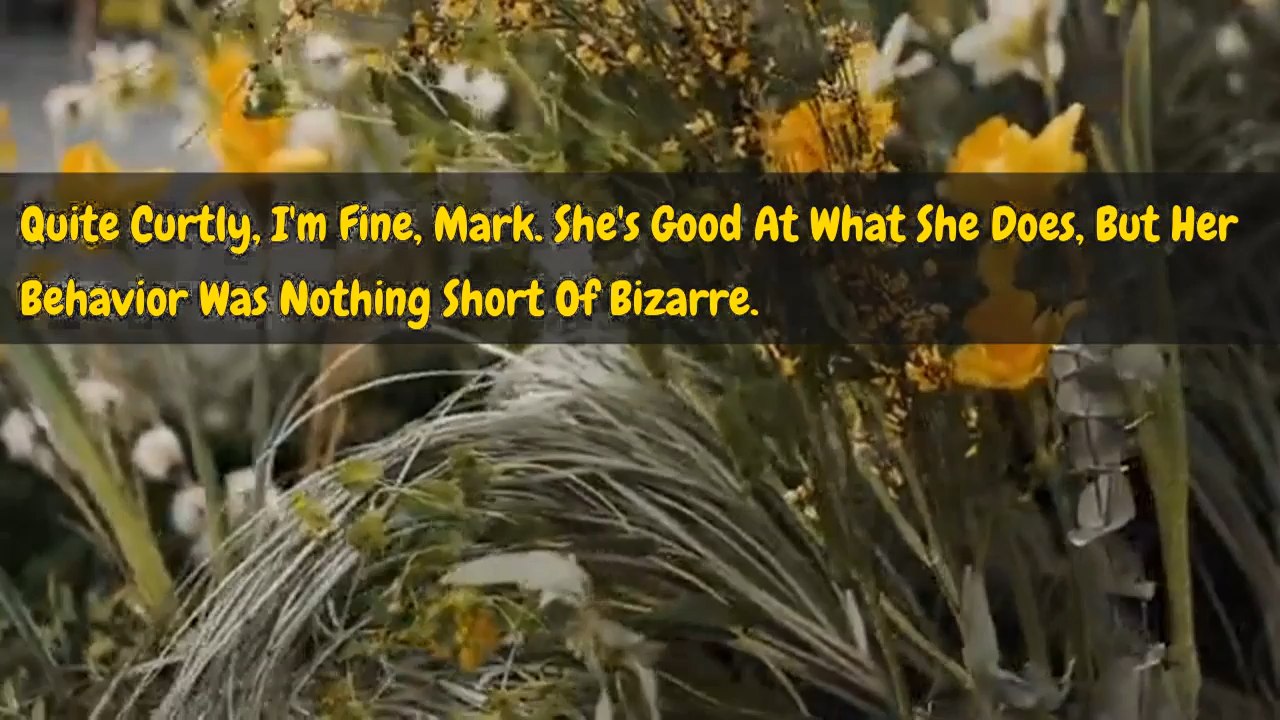 Quite Curtly, I'm Fine, Mark. She's Good At What She Does, But Her
Behavior Was Nothing Short Of Bizarre.